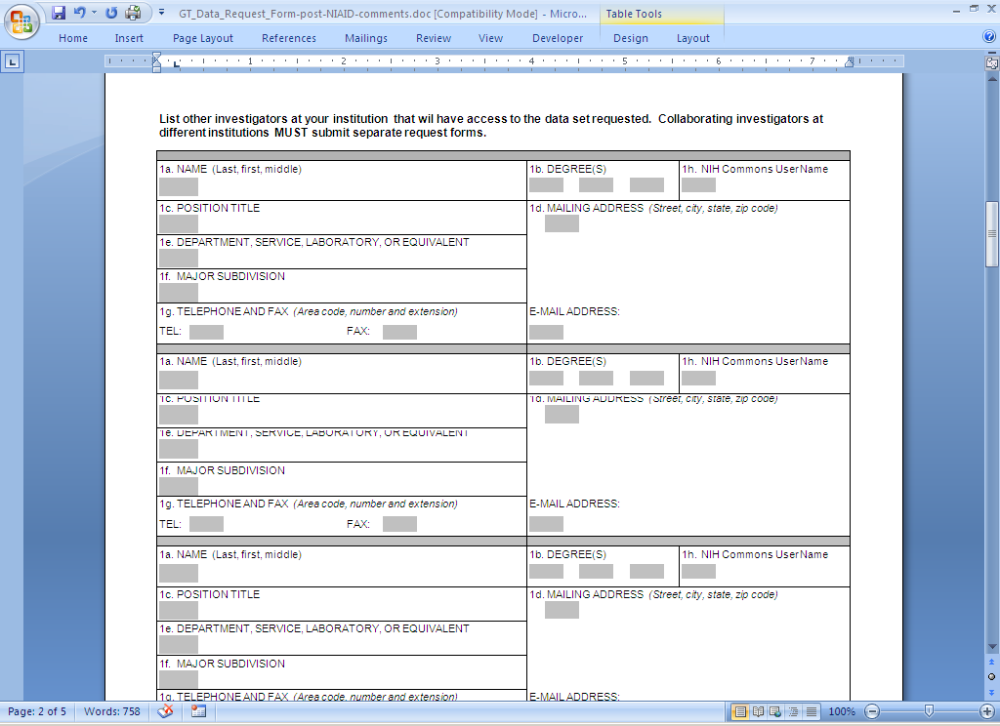 GT_Data_Request_Form-post-NIAID-comments.doc [Compatibility Mode] - Micro...
Table Tools
Home Insert Page Layout References Mailings Review View Developer Design Layout
1 2 3 4 5 6 7
List other investigators at your institution that wil have access to the data set requested. Collaborating investigators at
different institutions MUST submit separate request forms.
1a. NAME (Last, first, middle) 1b. DEGREE(S) 1h. NIH Commons User Name
1c. POSITION TITLE 1d. MAILING ADDRESS (Street, city, state, zip code)
1e. DEPARTMENT, SERVICE, LABORATORY, OR EQUIVALENT
1f. MAJOR SUBDIVISION
1g. TELEPHONE AND FAX (Area code, number and extension) E-MAIL ADDRESS:
TEL: FAX:
1a. NAME (Last, first, middle) 1b. DEGREE(S) 1h. NIH Commons User Name
1c. POSITION TITLE 1d. MAILING ADDRESS (Street, city, state, zip code)
1e. DEPARTMENT, SERVICE, LABORATORY, OR EQUIVALENT
1f. MAJOR SUBDIVISION
1g. TELEPHONE AND FAX (Area code, number and extension) E-MAIL ADDRESS:
TEL: FAX:
1a. NAME (Last, first, middle) 1b. DEGREE(S) 1h. NIH Commons User Name
1c. POSITION TITLE 1d. MAILING ADDRESS (Street, city, state, zip code)
1e. DEPARTMENT, SERVICE, LABORATORY, OR EQUIVALENT
1f. MAJOR SUBDIVISION
1g. TELEPHONE AND FAX (Area code, number and extension) E-MAIL ADDRESS:
Page: 2 of 5 Words: 758 100%